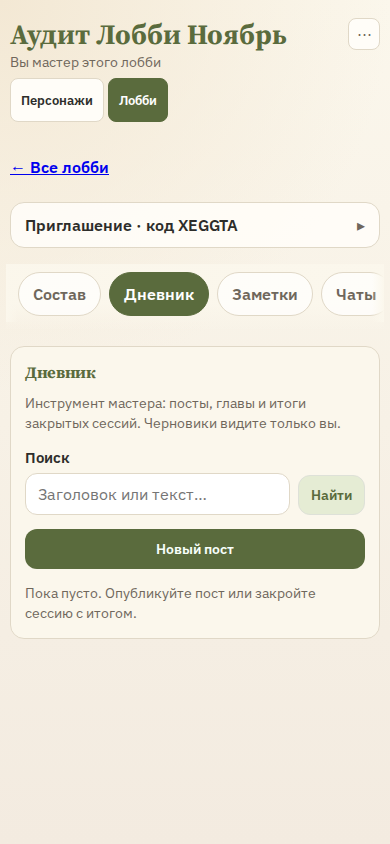 Аудит Лобби Ноябрь
...
Вы мастер этого лобби
Персонажи
Лобби
← Все лобби
Приглашение · код XEGGTA
▸
Состав
Дневник
Заметки
Чаты
Дневник
Инструмент мастера: посты, главы и итоги
закрытых сессий. Черновики видите только вы.
Поиск
Заголовок или текст...
Найти
Новый пост
Пока пусто. Опубликуйте пост или закройте
сессию с итогом.